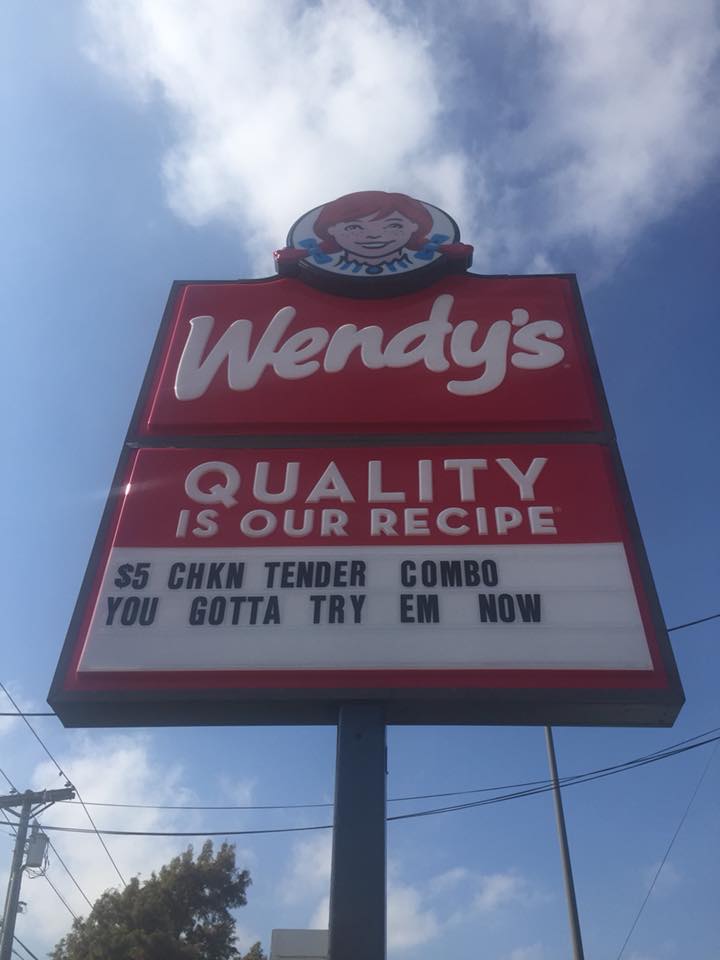 Wendy's
QUALITY
IS OUR RECIPE
$5 CHKN TENDER COMBO
YOU GOTTA TRY EM NOW